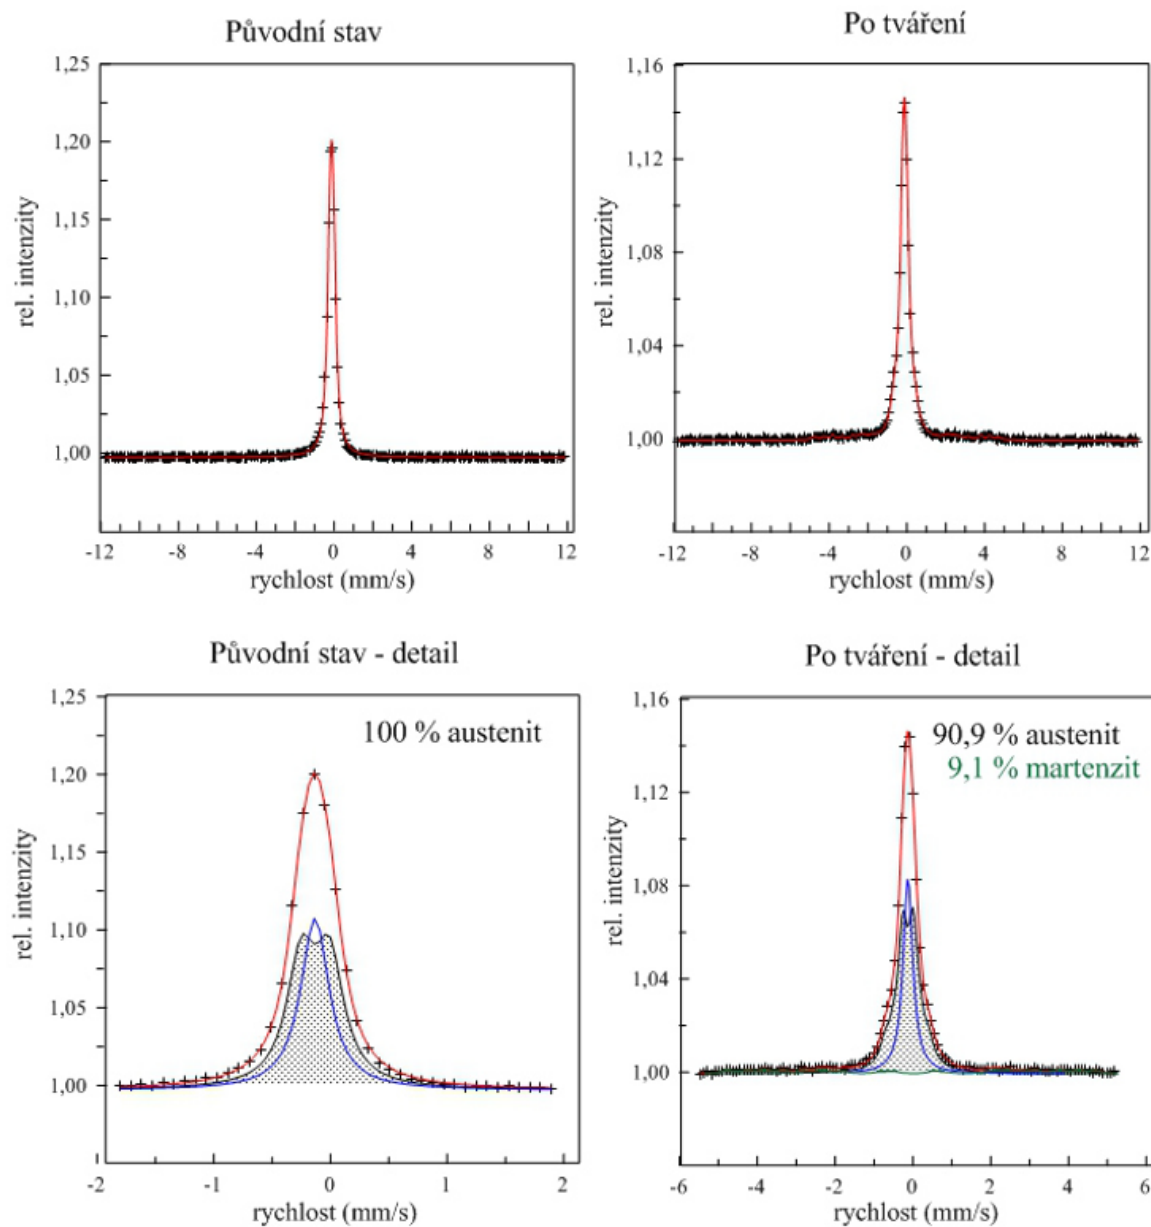 Původní stav
1,25
1,20
1,15
1,10
1,05
1,00
rel. intenzity
-12 -8 -4 0 4 8 12
rychlost (mm/s)
Po tváření
1,16
1,12
1,08
1,04
1,00
rel. intenzity
-12 -8 -4 0 4 8 12
rychlost (mm/s)
Původní stav - detail
1,25
100 % austenit
1,20
1,15
1,10
1,05
1,00
rel. intenzity
-2 -1 0 1 2
rychlost (mm/s)
Po tváření - detail
1,16
90,9 % austenit
9,1 % martenzit
1,12
1,08
1,04
1,00
rel. intenzity
-6 -4 -2 0 2 4 6
rychlost (mm/s)